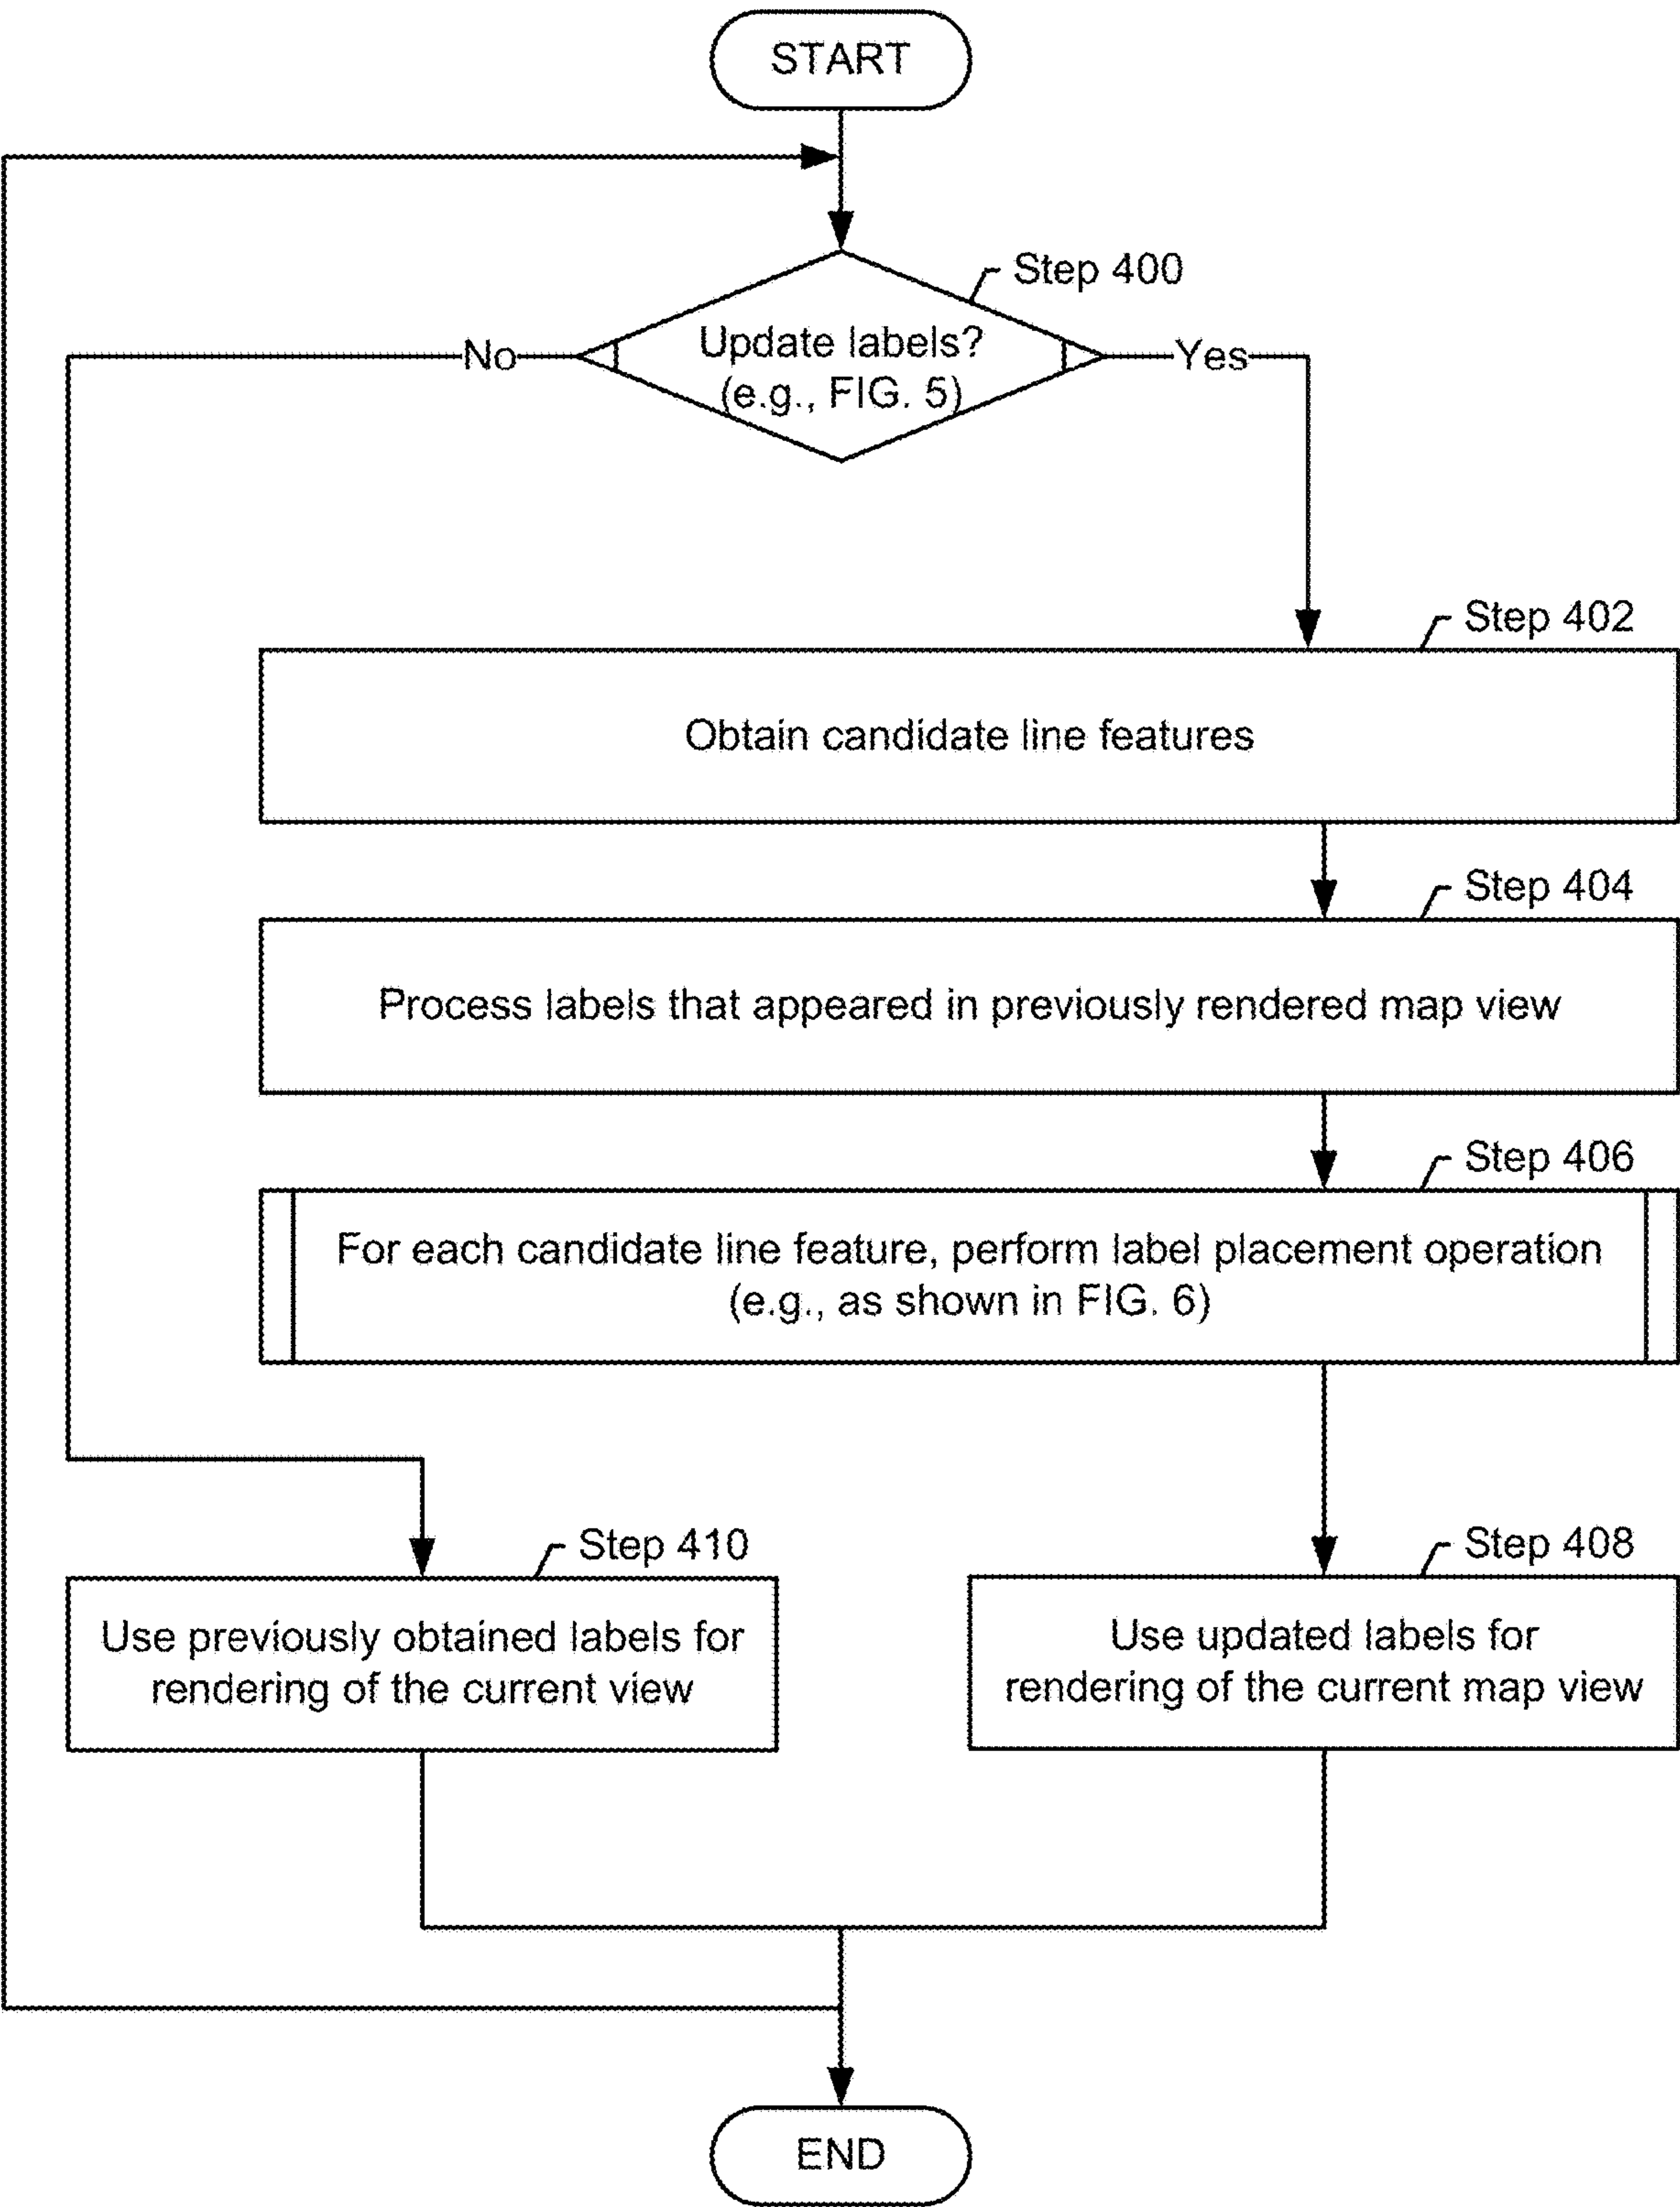 START
Step 400
Update labels?
(e.g., FIG. 5)
No
Yes
Step 402
Obtain candidate line features
Step 404
Process labels that appeared in previously rendered map view
Step 406
For each candidate line feature, perform label placement operation
(e.g., as shown in FIG. 6)
Step 410
Use previously obtained labels for
rendering of the current view
Step 408
Use updated labels for
rendering of the current map view
END